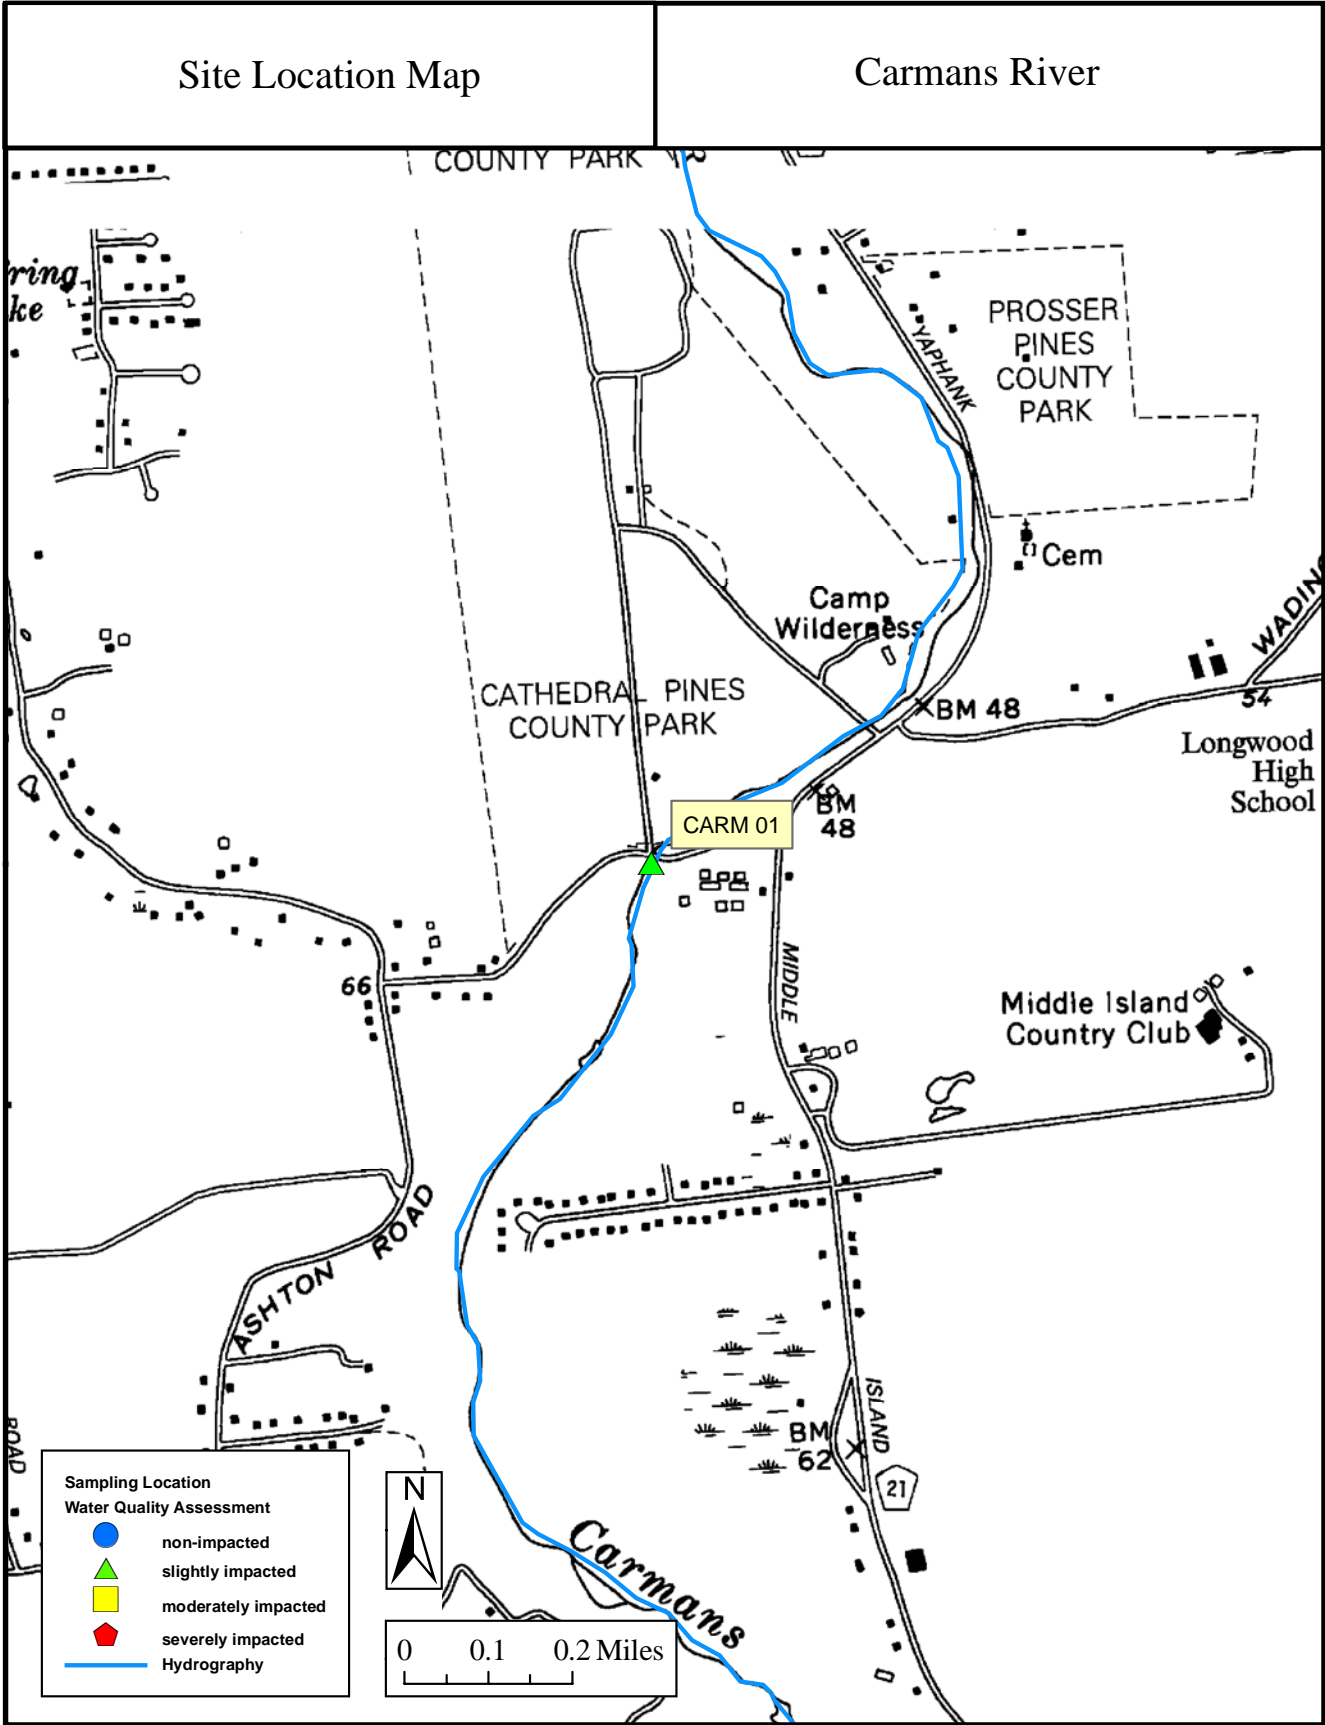 Site Location Map
Carmans River
COUNTY PARK
R
ring
ke
PROSSER
PINES
COUNTY
PARK
YAPHANK
Cem
Camp
Wilderness
WADING
CATHEDRAL PINES
COUNTY PARK
BM 48
54
Longwood
High
School
BM
48
CARM 01
MIDDLE
66
Middle Island
Country Club
ASHTON ROAD
ISLAND
BM
62
21
ROAD
Carmans
Sampling Location
Water Quality Assessment
non-impacted
slightly impacted
moderately impacted
severely impacted
Hydrography
N
0 0.1 0.2 Miles